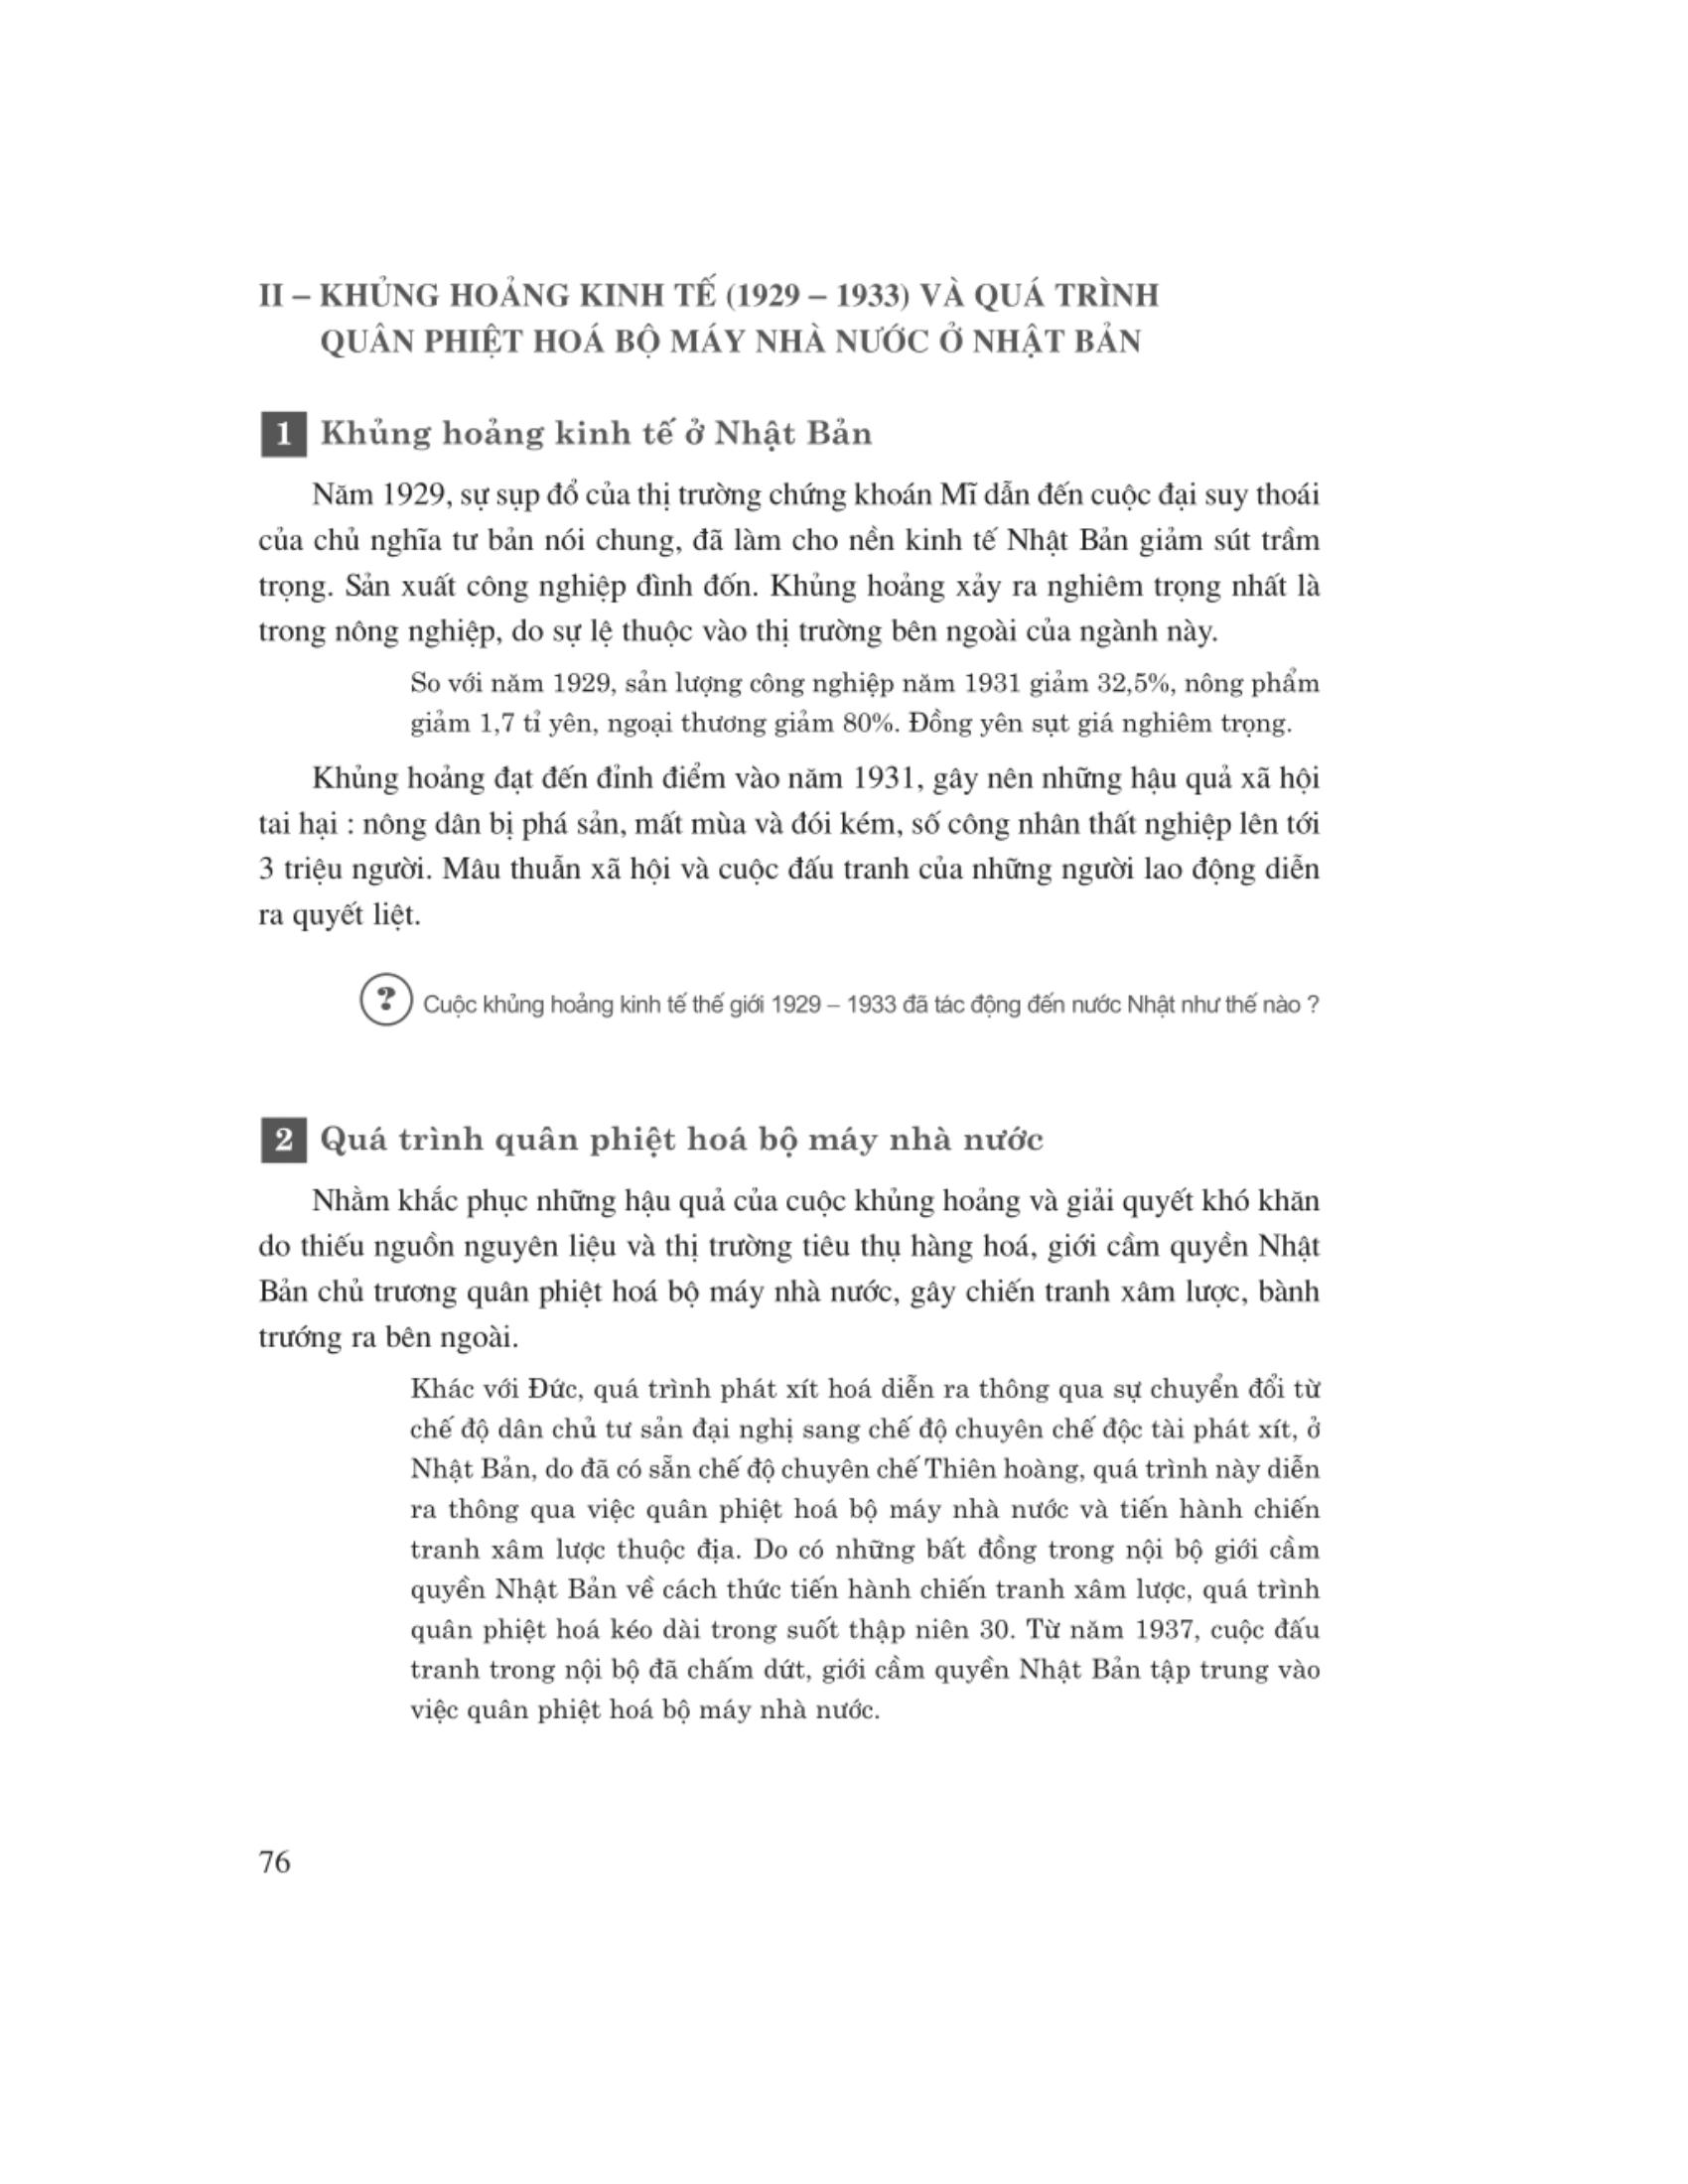 II – KHỦNG HOẢNG KINH TẾ (1929 – 1933) VÀ QUÁ TRÌNH
QUÂN PHIỆT HOÁ BỘ MÁY NHÀ NƯỚC Ở NHẬT BẢN
1 Khủng hoảng kinh tế ở Nhật Bản
Năm 1929, sự sụp đổ của thị trường chứng khoán Mĩ dẫn đến cuộc đại suy thoái
của chủ nghĩa tư bản nói chung, đã làm cho nền kinh tế Nhật Bản giảm sút trầm
trọng. Sản xuất công nghiệp đình đốn. Khủng hoảng xảy ra nghiêm trọng nhất là
trong nông nghiệp, do sự lệ thuộc vào thị trường bên ngoài của ngành này.
So với năm 1929, sản lượng công nghiệp năm 1931 giảm 32,5%, nông phẩm
giảm 1,7 tỉ yên, ngoại thương giảm 80%. Đồng yên sụt giá nghiêm trọng.
Khủng hoảng đạt đến đỉnh điểm vào năm 1931, gây nên những hậu quả xã hội
tai hại : nông dân bị phá sản, mất mùa và đói kém, số công nhân thất nghiệp lên tới
3 triệu người. Mâu thuẫn xã hội và cuộc đấu tranh của những người lao động diễn
ra quyết liệt.
? Cuộc khủng hoảng kinh tế thế giới 1929 – 1933 đã tác động đến nước Nhật như thế nào ?
2 Quá trình quân phiệt hoá bộ máy nhà nước
Nhằm khắc phục những hậu quả của cuộc khủng hoảng và giải quyết khó khăn
do thiếu nguồn nguyên liệu và thị trường tiêu thụ hàng hoá, giới cầm quyền Nhật
Bản chủ trương quân phiệt hoá bộ máy nhà nước, gây chiến tranh xâm lược, bành
trướng ra bên ngoài.
Khác với Đức, quá trình phát xít hoá diễn ra thông qua sự chuyển đổi từ
chế độ dân chủ tư sản đại nghị sang chế độ chuyên chế độc tài phát xít, ở
Nhật Bản, do đã có sẵn chế độ chuyên chế Thiên hoàng, quá trình này diễn
ra thông qua việc quân phiệt hoá bộ máy nhà nước và tiến hành chiến
tranh xâm lược thuộc địa. Do có những bất đồng trong nội bộ giới cầm
quyền Nhật Bản về cách thức tiến hành chiến tranh xâm lược, quá trình
quân phiệt hoá kéo dài trong suốt thập niên 30. Từ năm 1937, cuộc đấu
tranh trong nội bộ đã chấm dứt, giới cầm quyền Nhật Bản tập trung vào
việc quân phiệt hoá bộ máy nhà nước.
76